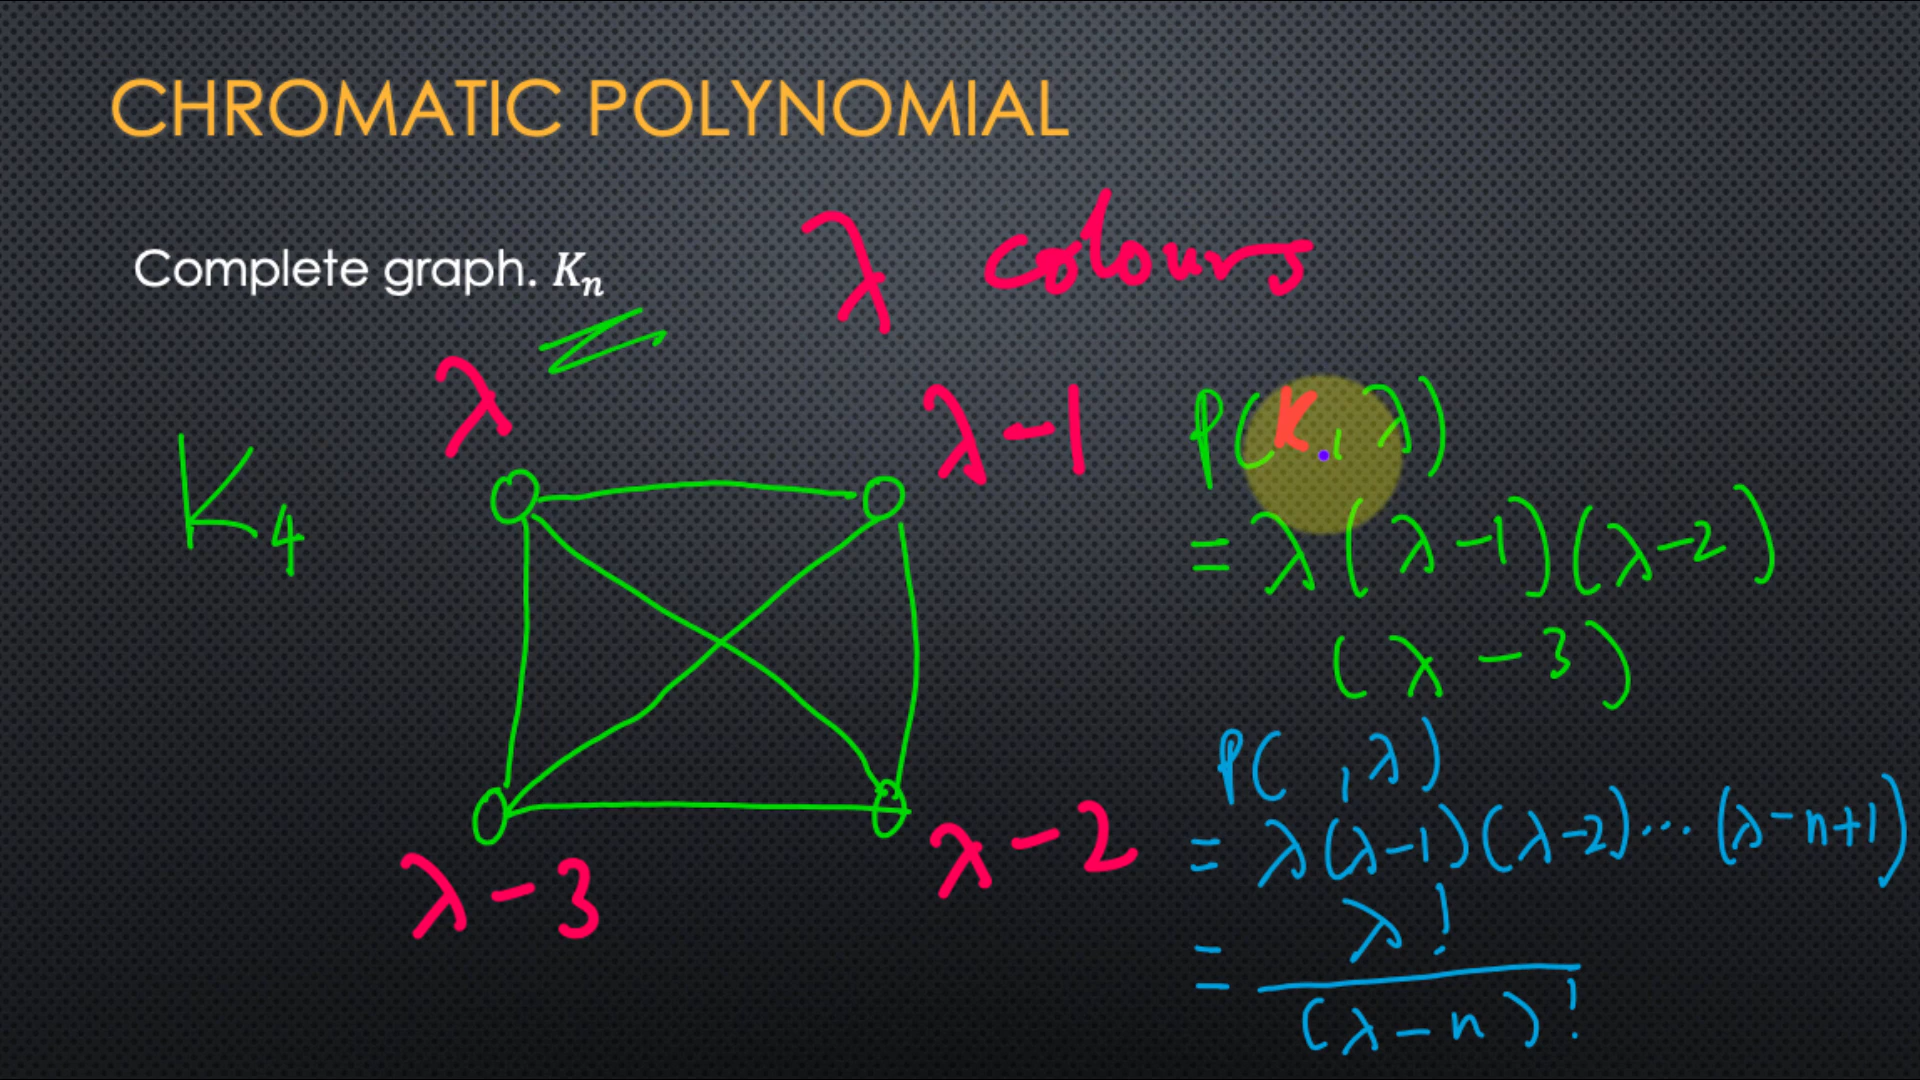 CHROMATIC POLYNOMIAL
Complete graph. Kₙ
λ colours
λ
λ-1
K₄
λ-3
λ-2
P(K, λ)
= λ(λ-1)(λ-2)
(λ-3)
P( , λ)
= λ(λ-1)(λ-2)...(λ-n+1)
= λ!
(λ-n)!